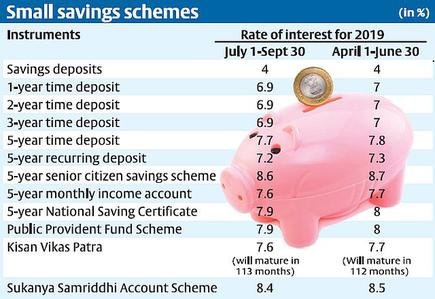 Small savings schemes (in %)
Instruments Rate of interest for 2019
July 1-Sept 30 April 1-June 30
Savings deposits 4 4
1-year time deposit 6.9 7
2-year time deposit 6.9 7
3-year time deposit 6.9 7
5-year time deposit 7.7 7.8
5-year recurring deposit 7.2 7.3
5-year senior citizen savings scheme 8.6 8.7
5-year monthly income account 7.6 7.7
5-year National Saving Certificate 7.9 8
Public Provident Fund Scheme 7.9 8
Kisan Vikas Patra 7.6 7.7
(will mature in (Will mature in
113 months) 112 months)
Sukanya Samriddhi Account Scheme 8.4 8.5